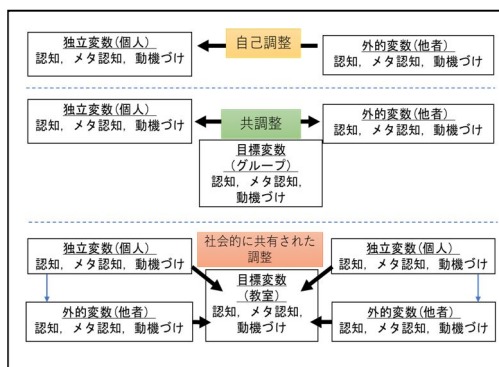 独立変数(個人)
認知, メタ認知, 動機づけ
自己調整
外的変数(他者)
認知, メタ認知, 動機づけ
独立変数(個人)
認知, メタ認知, 動機づけ
共調整
外的変数(他者)
認知, メタ認知, 動機づけ
目標変数
(グループ)
認知, メタ認知,
動機づけ
独立変数(個人)
認知, メタ認知, 動機づけ
社会的に共有された
調整
独立変数(個人)
認知, メタ認知, 動機づけ
目標変数
(教室)
認知, メタ認知,
動機づけ
外的変数(他者)
認知, メタ認知, 動機づけ
外的変数(他者)
認知, メタ認知, 動機づけ